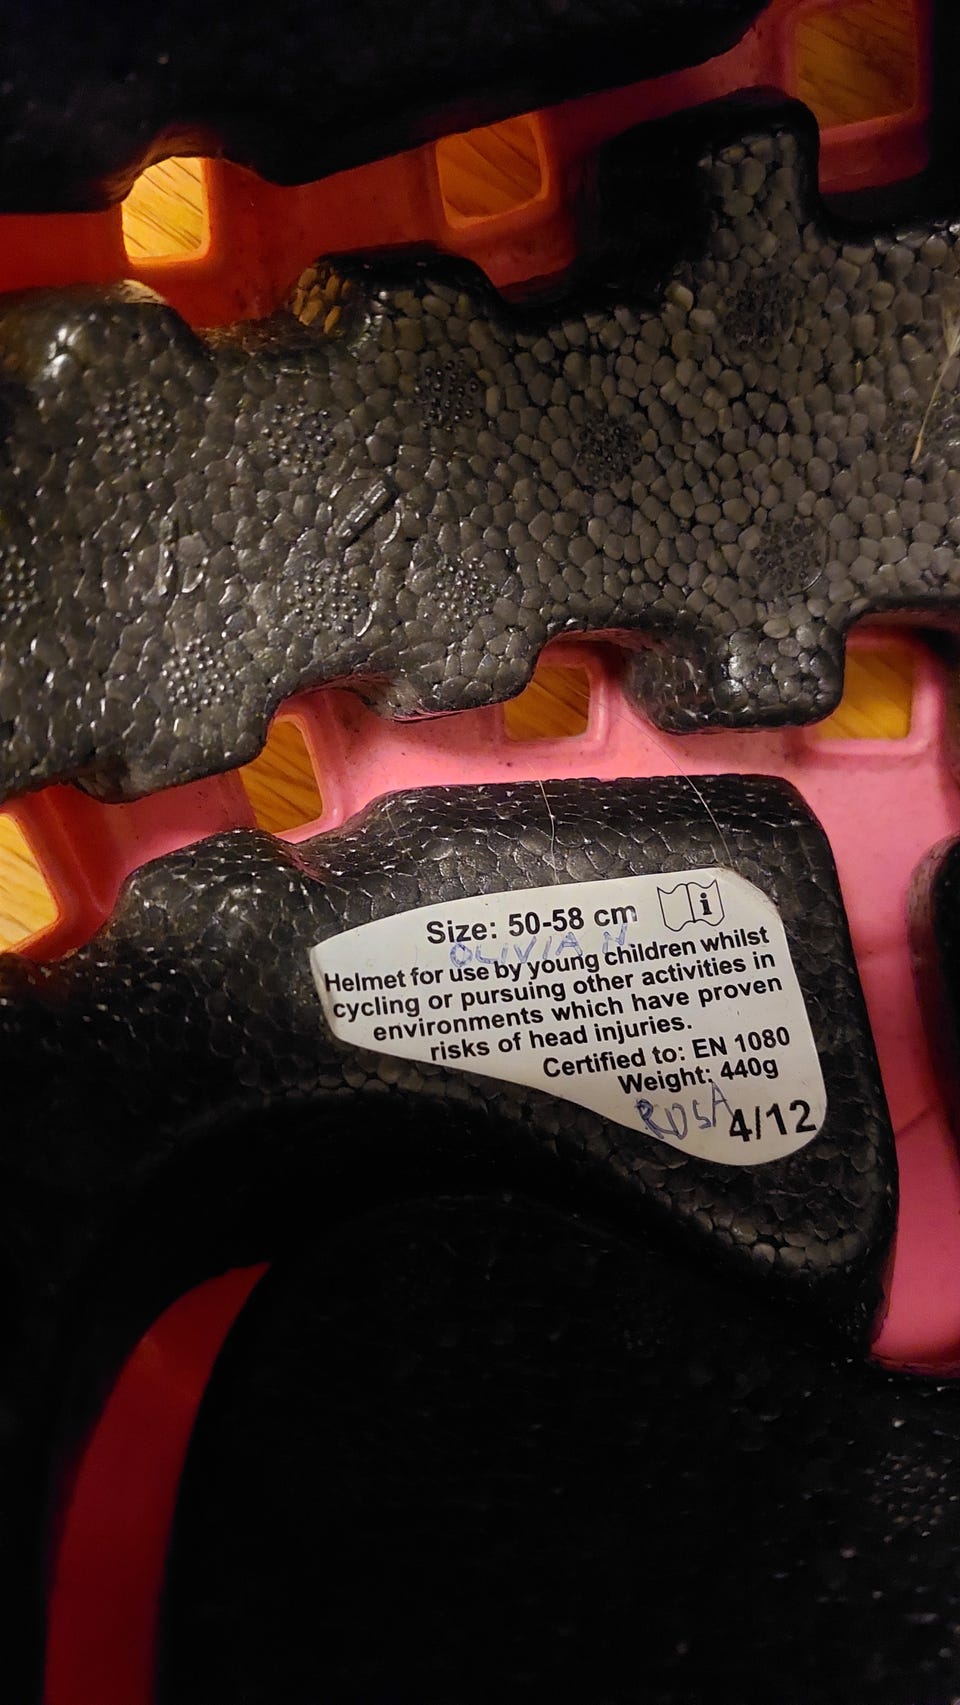 Size: 50-58 cm
OLIVIA N
Helmet for use by young children whilst
cycling or pursuing other activities in
environments which have proven
risks of head injuries.
Certified to: EN 1080
Weight: 440g
ROSA
4/12